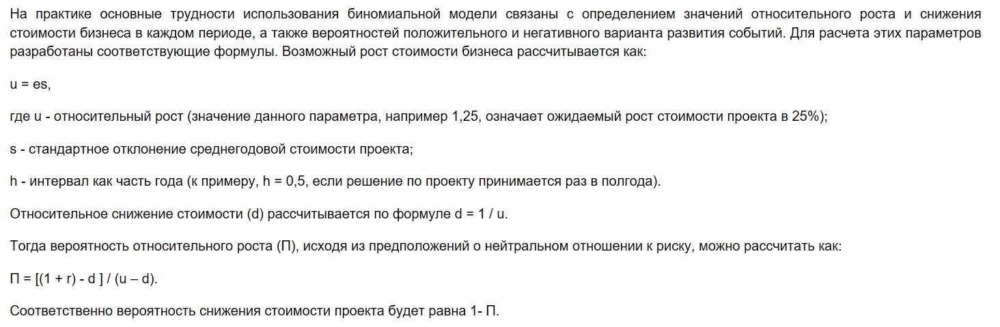 На практике основные трудности использования биномиальной модели связаны с определением значений относительного роста и снижения
стоимости бизнеса в каждом периоде, а также вероятностей положительного и негативного варианта развития событий. Для расчета этих параметров
разработаны соответствующие формулы. Возможный рост стоимости бизнеса рассчитывается как:
u = es,
где u - относительный рост (значение данного параметра, например 1,25, означает ожидаемый рост стоимости проекта в 25%);
s - стандартное отклонение среднегодовой стоимости проекта;
h - интервал как часть года (к примеру, h = 0,5, если решение по проекту принимается раз в полгода).
Относительное снижение стоимости (d) рассчитывается по формуле d = 1 / u.
Тогда вероятность относительного роста (П), исходя из предположений о нейтральном отношении к риску, можно рассчитать как:
П = [(1 + r) - d ] / (u – d).
Соответственно вероятность снижения стоимости проекта будет равна 1- П.